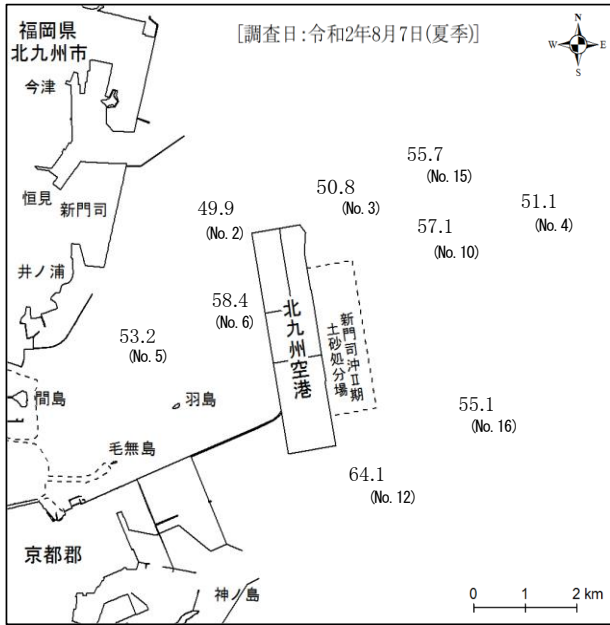 福岡県
北九州市
[調査日:令和2年8月7日(夏季)]
N
W
E
S
今津
恒見
新門司
井ノ浦
間島
毛無島
羽島
京都郡
神ノ島
北九州空港
新門司沖Ⅱ期
土砂処分場
55.7
(No. 15)
50.8
(No. 3)
51.1
(No. 4)
49.9
(No. 2)
57.1
(No. 10)
58.4
(No. 6)
53.2
(No. 5)
55.1
(No. 16)
64.1
(No. 12)
0 1 2 km